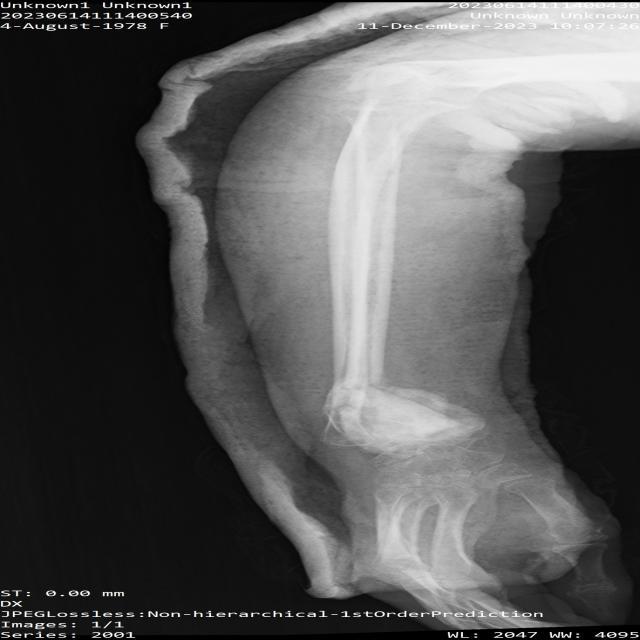 Unknown1 Unknown1
20230614111400540
4-August-1978 F
Unknown Unknown
11-December-2023 10:07:26
ST: 0.00 mm
DX
JPEGLossless:Non-hierarchical-1stOrderPrediction
Images: 1/1
Series: 2001
WL: 2047 WW: 4095